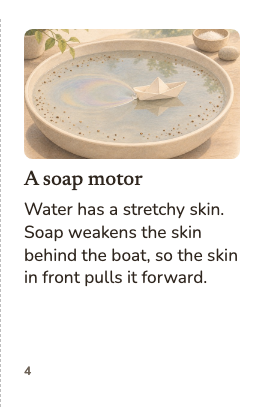 A soap motor
Water has a stretchy skin.
Soap weakens the skin
behind the boat, so the skin
in front pulls it forward.
4